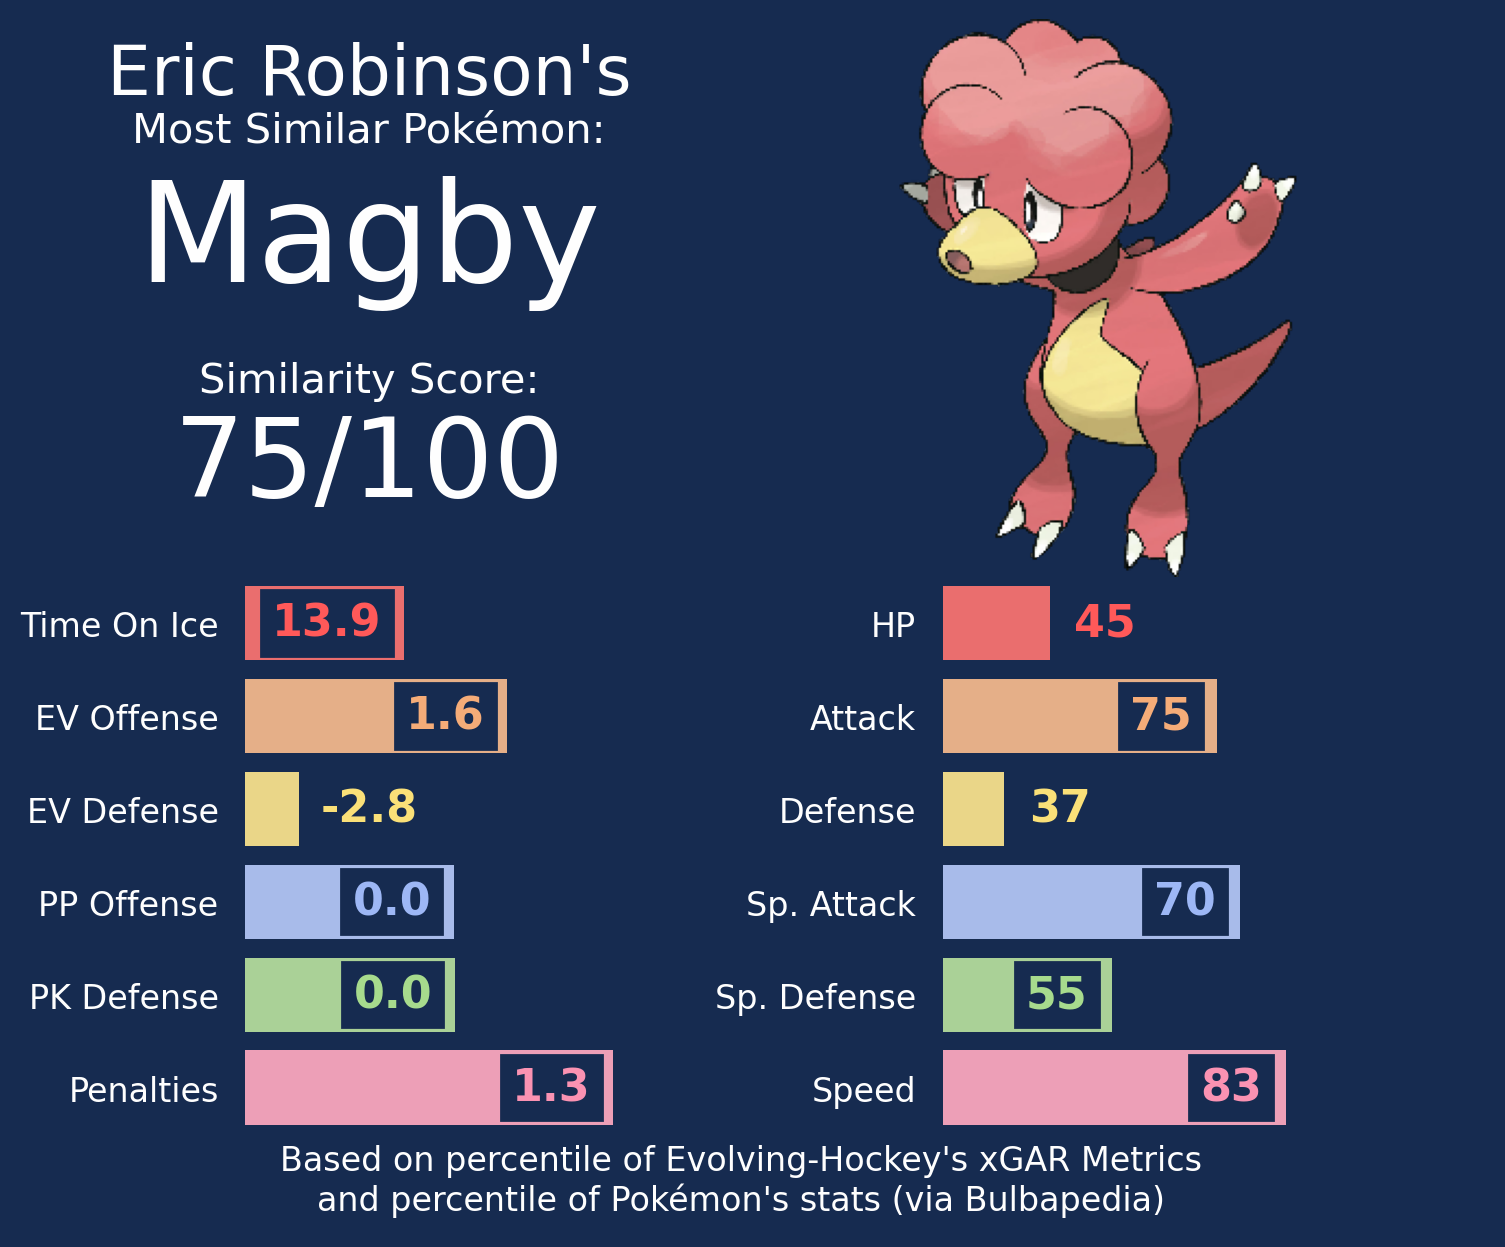 Eric Robinson's
Most Similar Pokémon:
Magby
Similarity Score:
75/100
Time On Ice 13.9
EV Offense 1.6
EV Defense -2.8
PP Offense 0.0
PK Defense 0.0
Penalties 1.3
HP 45
Attack 75
Defense 37
Sp. Attack 70
Sp. Defense 55
Speed 83
Based on percentile of Evolving-Hockey's xGAR Metrics
and percentile of Pokémon's stats (via Bulbapedia)